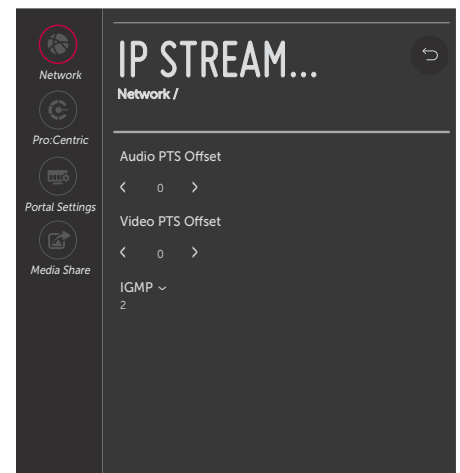 Network
Pro:Centric
Portal Settings
Media Share
IP STREAM...
Network /
Audio PTS Offset
0
Video PTS Offset
0
IGMP
2